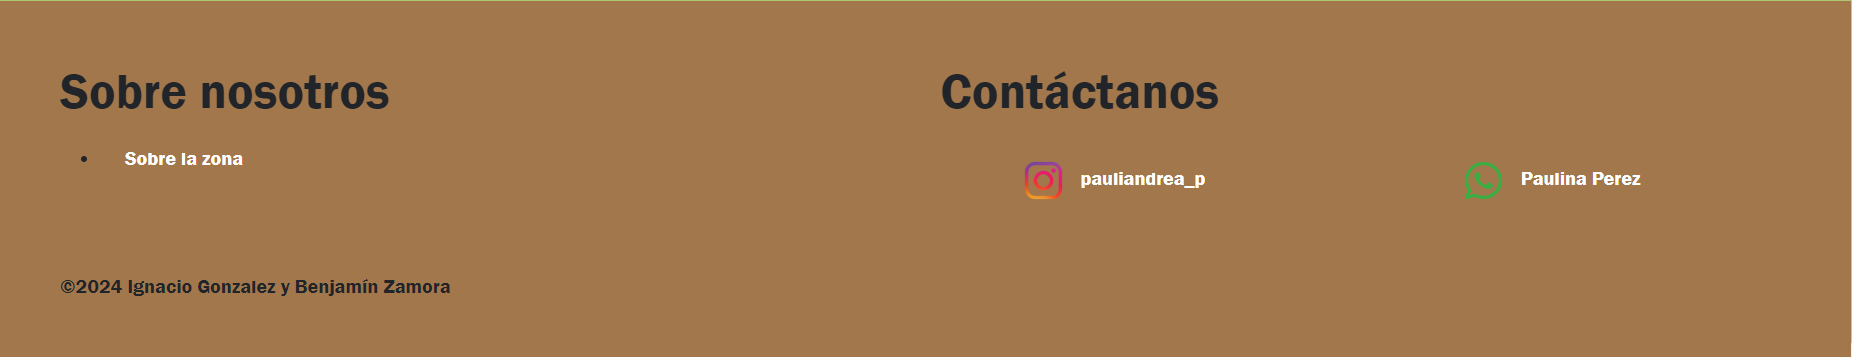 Sobre nosotros
Contáctanos
• Sobre la zona
pauliandrea_p
Paulina Perez
©2024 Ignacio Gonzalez y Benjamín Zamora